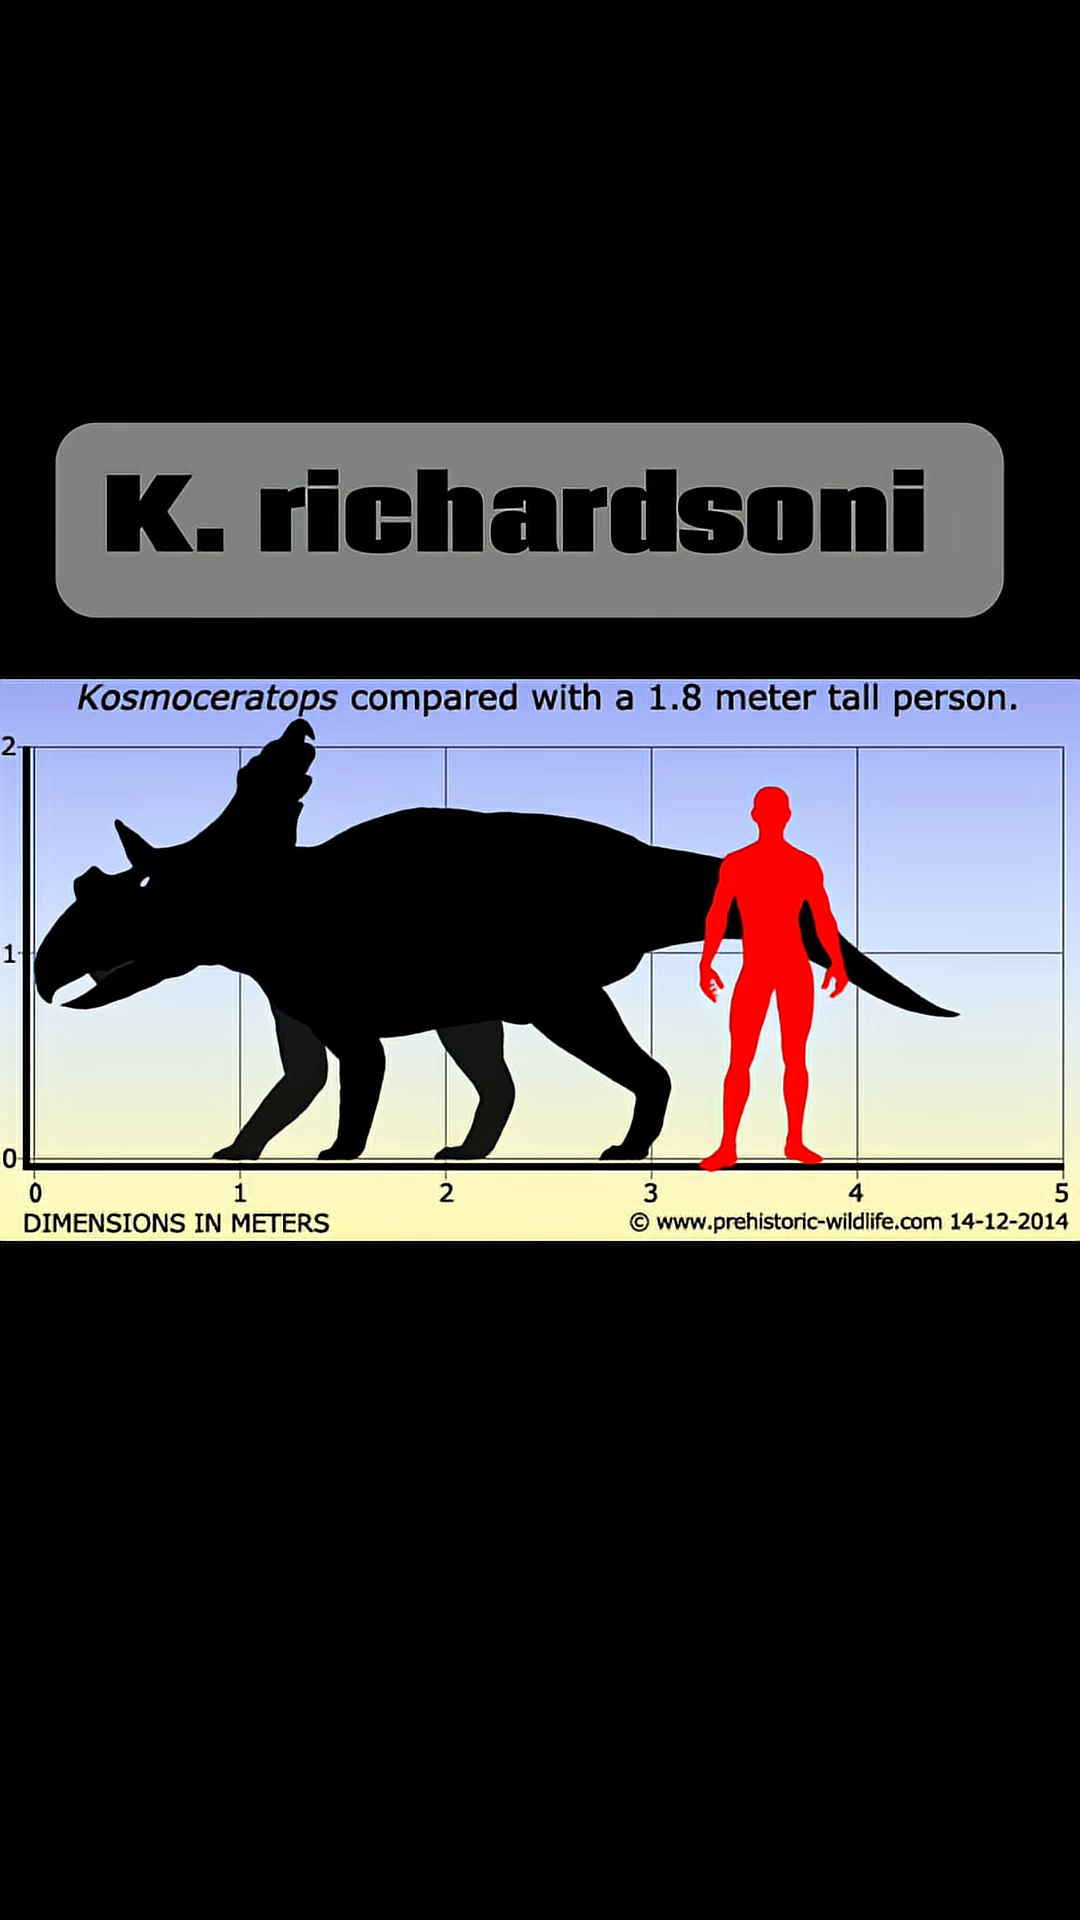 K. richardsoni
Kosmoceratops compared with a 1.8 meter tall person.
2
1
0
0 1 2 3 4 5
DIMENSIONS IN METERS
© www.prehistoric-wildlife.com 14-12-2014